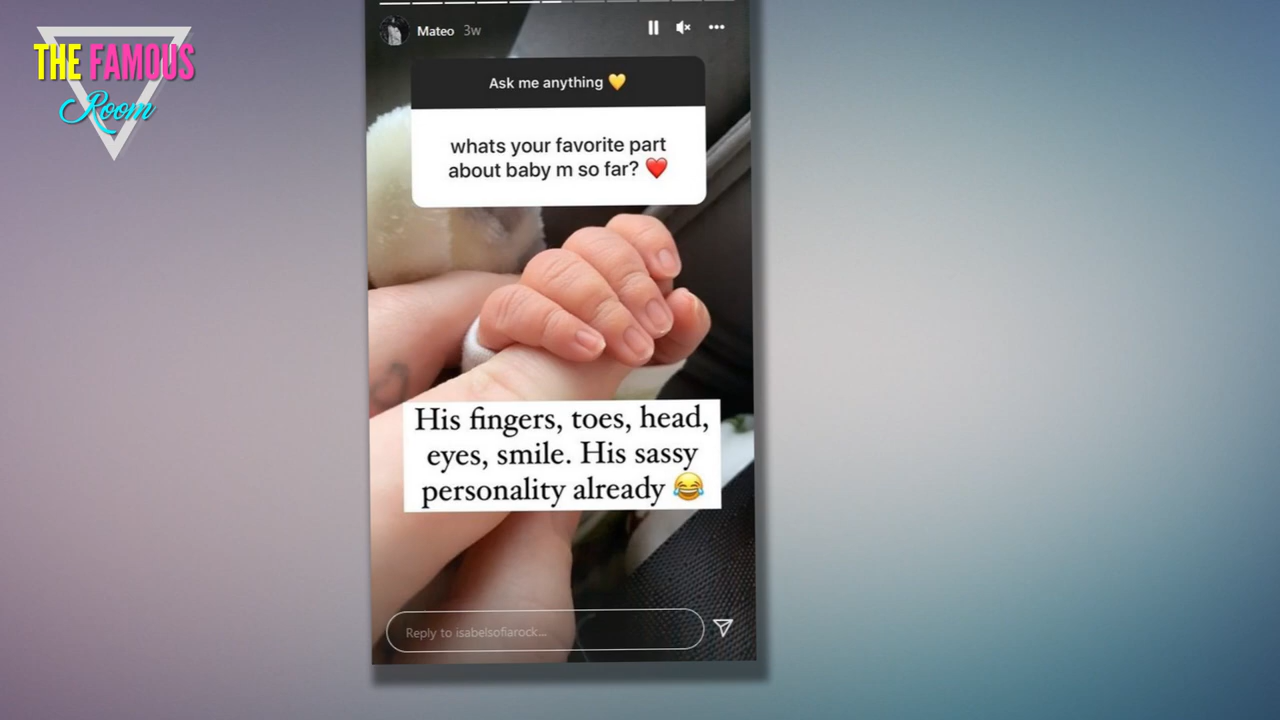 THE FAMOUS
Room
Mateo 3w
Ask me anything 💛
whats your favorite part
about baby m so far? ❤️
His fingers, toes, head,
eyes, smile. His sassy
personality already 😂
Reply to isabelsofiarock...